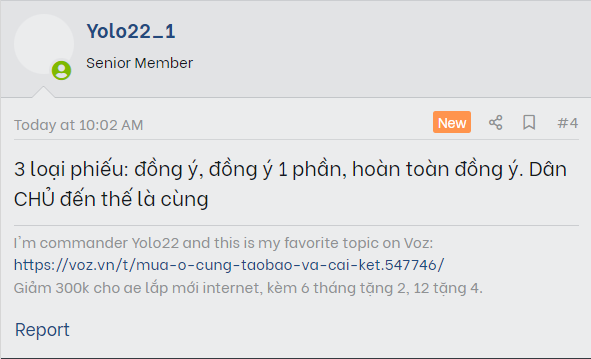 Yolo22_1
Senior Member
Today at 10:02 AM
New
#4
3 loại phiếu: đồng ý, đồng ý 1 phần, hoàn toàn đồng ý. Dân
CHỦ đến thế là cùng
I'm commander Yolo22 and this is my favorite topic on Voz:
https://voz.vn/t/mua-o-cung-taobao-va-cai-ket.547746/
Giảm 300k cho ae lắp mới internet, kèm 6 tháng tặng 2, 12 tặng 4.
Report